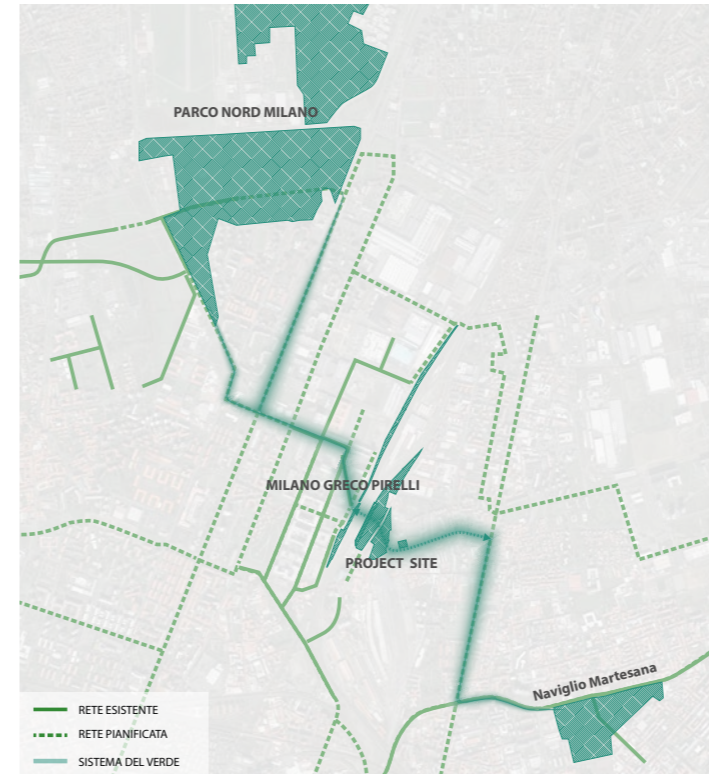 PARCO NORD MILANO
MILANO GRECO PIRELLI
PROJECT SITE
Naviglio Martesana
RETE ESISTENTE
RETE PIANIFICATA
SISTEMA DEL VERDE